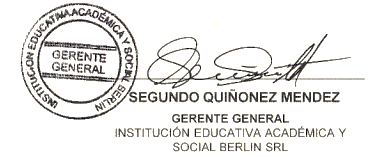 INSTITUCIÓN EDUCATIVA ACADÉMICA Y SOCIAL BERLIN
GERENTE
GENERAL
SEGUNDO QUIÑONEZ MENDEZ
GERENTE GENERAL
INSTITUCIÓN EDUCATIVA ACADÉMICA Y
SOCIAL BERLIN SRL